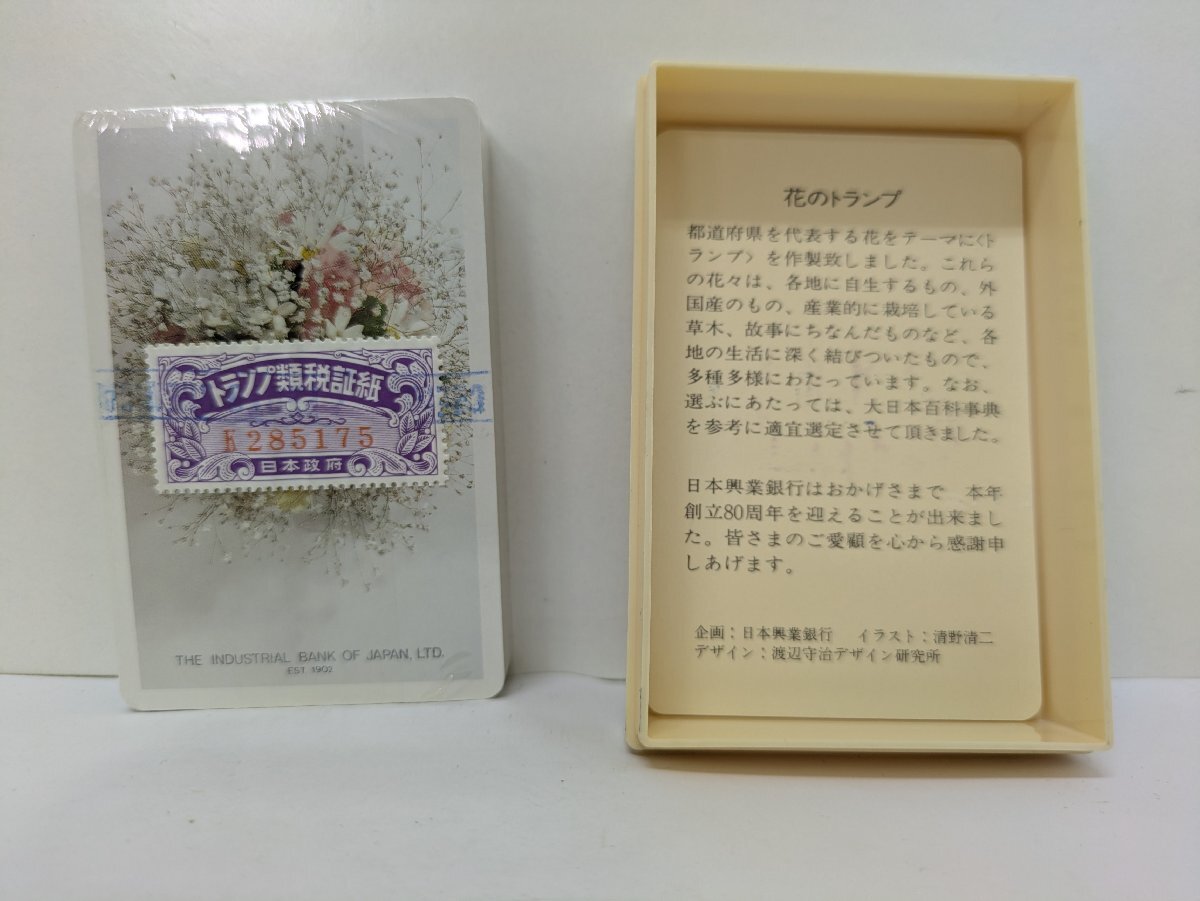 トランプ類税証紙
285175
日本政府
THE INDUSTRIAL BANK OF JAPAN, LTD.
EST. 1902
花のトランプ
都道府県を代表する花をテーマに〈ト
ランプ〉を作製致しました。これら
の花々は、各地に自生するもの、外
国産のもの、産業的に栽培している
草木、故事にちなんだものなど、各
地の生活に深く結びついたもので、
多種多様にわたっています。なお、
選ぶにあたっては、大日本百科事典
を参考に適宜選定させて頂きました。
日本興業銀行はおかげさまで　本年
創立80周年を迎えることが出来まし
た。皆さまのご愛顧を心から感謝申
しあげます。
企画：日本興業銀行　イラスト：清野清二
デザイン：渡辺守治デザイン研究所